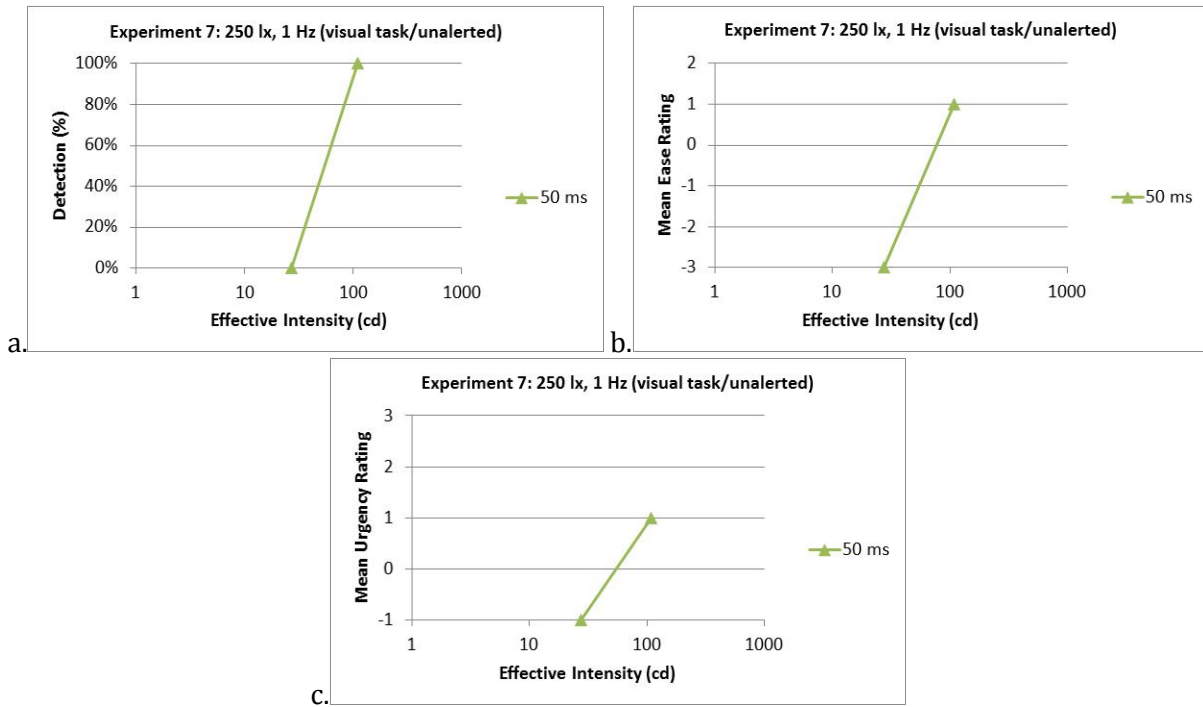 Experiment 7: 250 lx, 1 Hz (visual task/unalerted)
100%
80%
60%
40%
20%
0%
1 10 100 1000
Detection (%)
Effective Intensity (cd)
50 ms
a.
Experiment 7: 250 lx, 1 Hz (visual task/unalerted)
2
1
0
-1
-2
-3
1 10 100 1000
Mean Ease Rating
Effective Intensity (cd)
50 ms
b.
Experiment 7: 250 lx, 1 Hz (visual task/unalerted)
3
2
1
0
-1
1 10 100 1000
Mean Urgency Rating
Effective Intensity (cd)
50 ms
c.